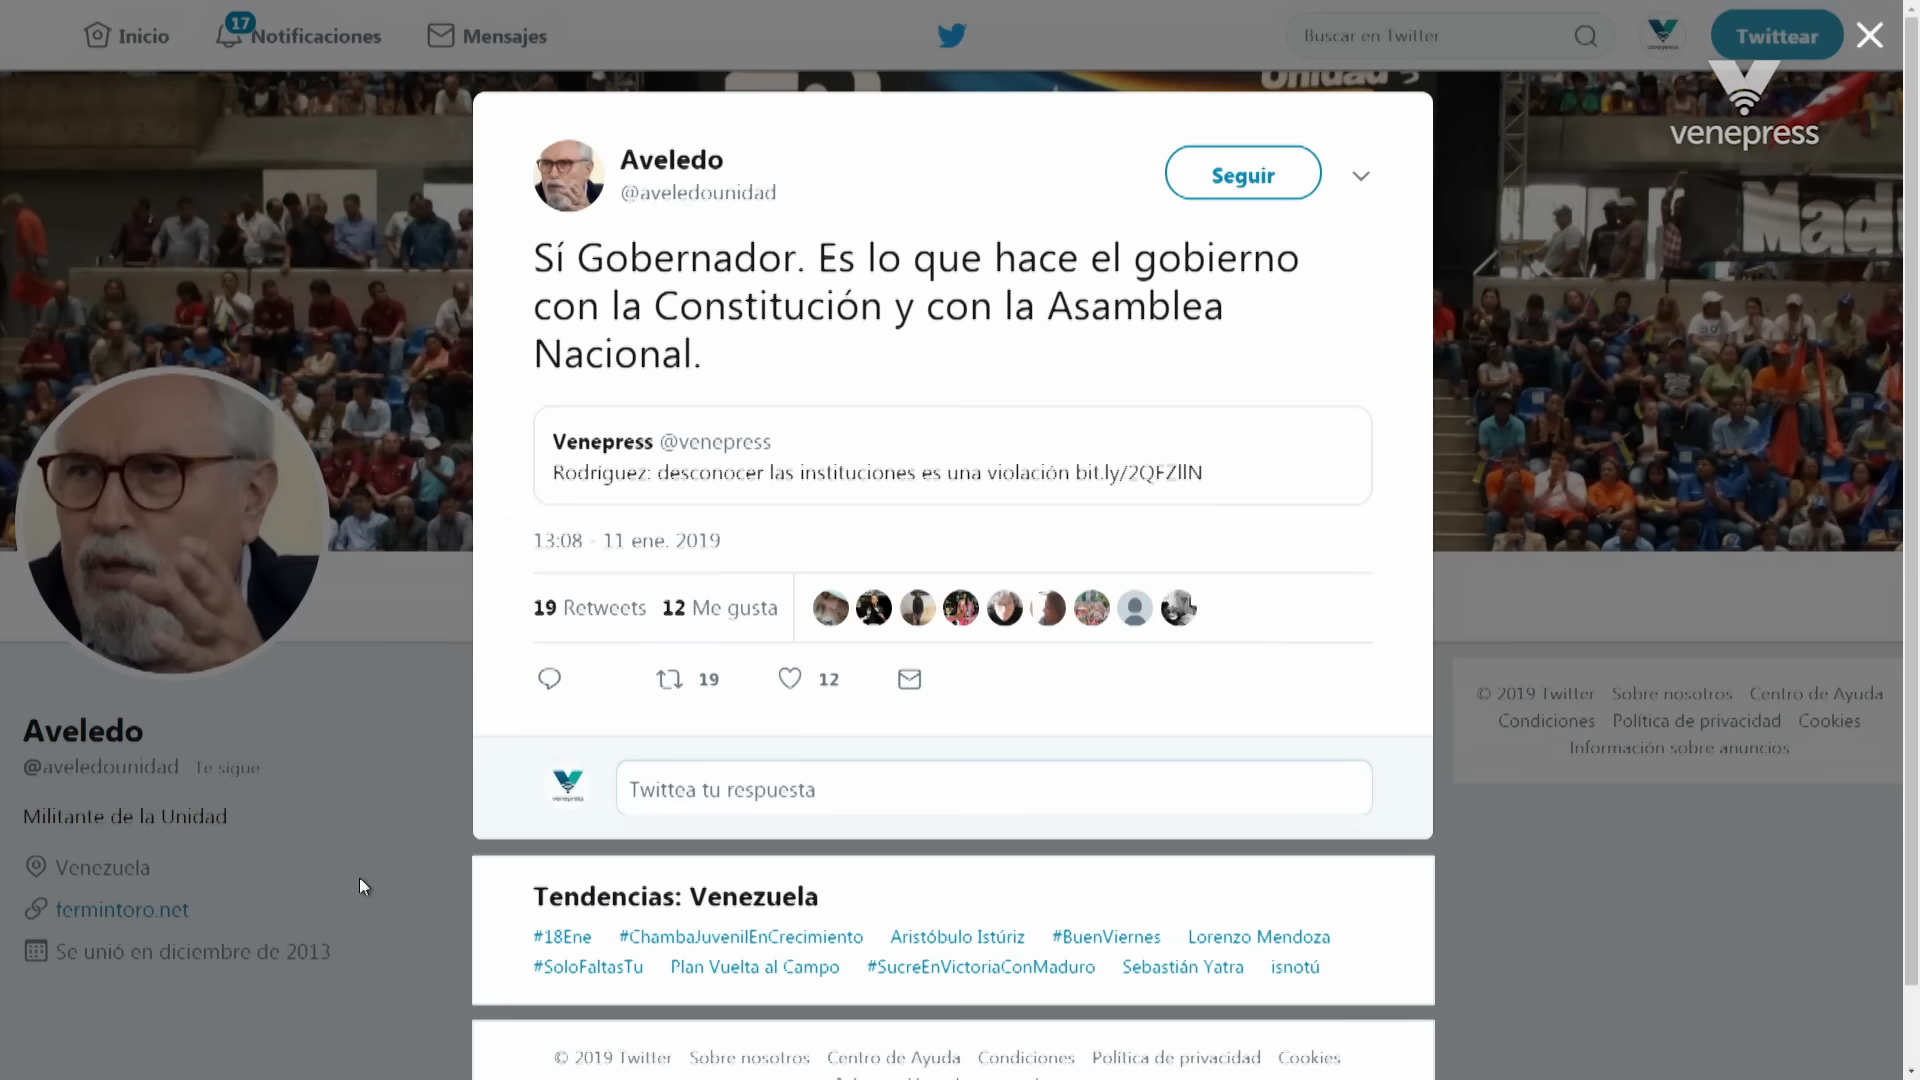 Inicio
17
Notificaciones
Mensajes
Buscar en Twitter
Twittear
venepress
Aveledo
@aveledounidad
Seguir
Sí Gobernador. Es lo que hace el gobierno
con la Constitución y con la Asamblea
Nacional.
Venepress @venepress
Rodríguez: desconocer las instituciones es una violación bit.ly/2QFZllN
13:08 - 11 ene. 2019
19 Retweets 12 Me gusta
19
12
Twittea tu respuesta
Tendencias: Venezuela
#18Ene #ChambaJuvenilEnCrecimiento Aristóbulo Istúriz #BuenViernes Lorenzo Mendoza
#SoloFaltasTu Plan Vuelta al Campo #SucreEnVictoriaConMaduro Sebastián Yatra isnotú
© 2019 Twitter Sobre nosotros Centro de Ayuda Condiciones Política de privacidad Cookies
Aveledo
@aveledounidad Te sigue
Militante de la Unidad
Venezuela
fermintoro.net
Se unió en diciembre de 2013
© 2019 Twitter Sobre nosotros Centro de Ayuda
Condiciones Política de privacidad Cookies
Información sobre anuncios